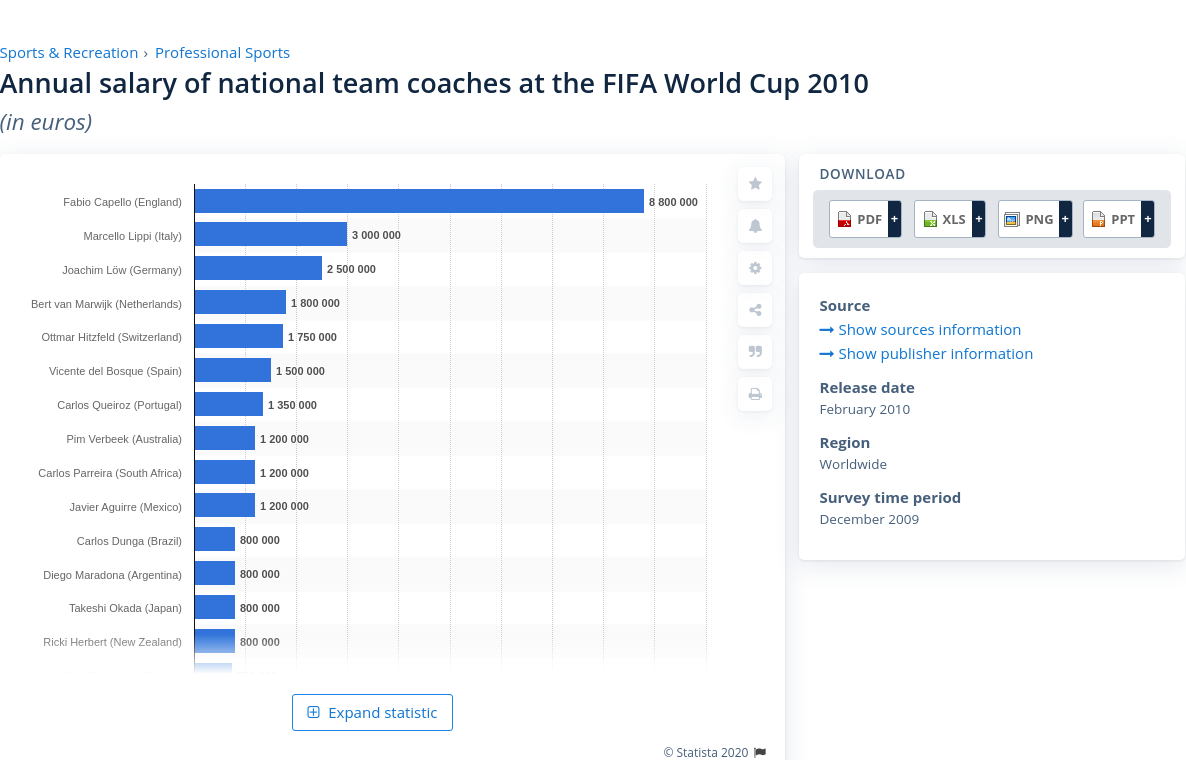 Sports & Recreation › Professional Sports
Annual salary of national team coaches at the FIFA World Cup 2010
(in euros)
Fabio Capello (England) 8 800 000
Marcello Lippi (Italy) 3 000 000
Joachim Löw (Germany) 2 500 000
Bert van Marwijk (Netherlands) 1 800 000
Ottmar Hitzfeld (Switzerland) 1 750 000
Vicente del Bosque (Spain) 1 500 000
Carlos Queiroz (Portugal) 1 350 000
Pim Verbeek (Australia) 1 200 000
Carlos Parreira (South Africa) 1 200 000
Javier Aguirre (Mexico) 1 200 000
Carlos Dunga (Brazil) 800 000
Diego Maradona (Argentina) 800 000
Takeshi Okada (Japan) 800 000
Ricki Herbert (New Zealand) 800 000
Expand statistic
© Statista 2020
DOWNLOAD
PDF + XLS + PNG + PPT +
Source
Show sources information
Show publisher information
Release date
February 2010
Region
Worldwide
Survey time period
December 2009